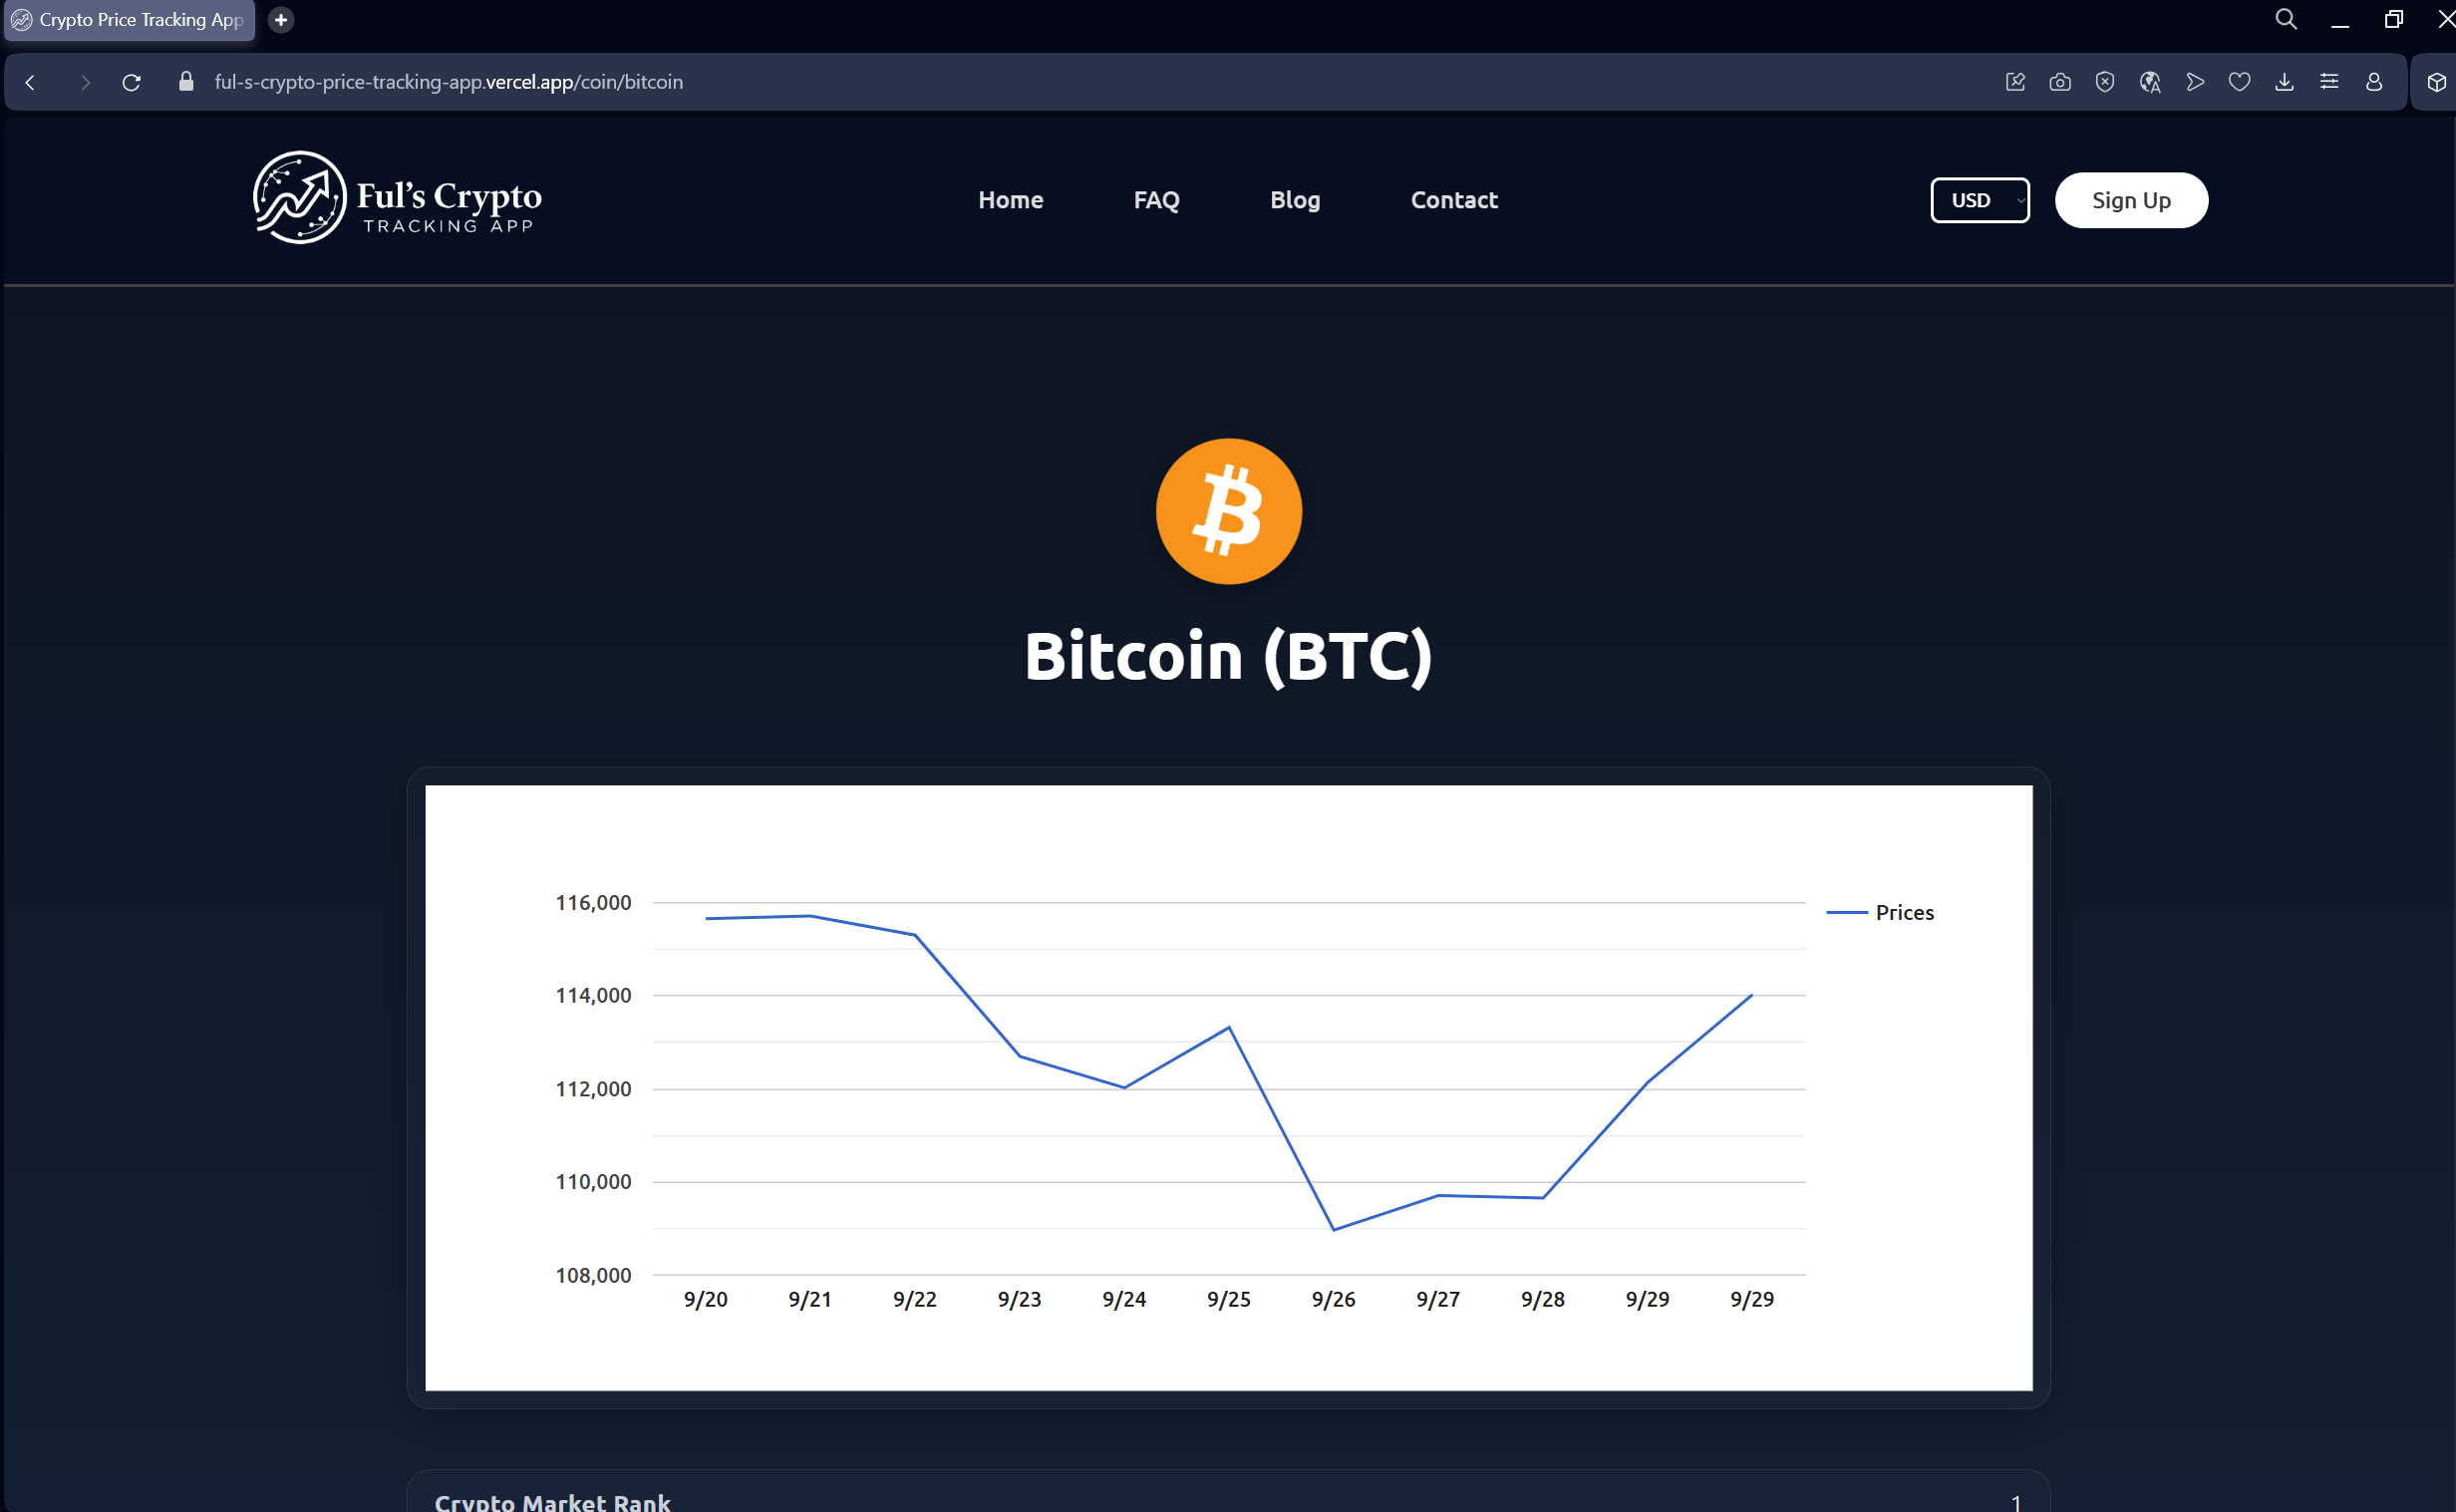 Crypto Price Tracking App
ful-s-crypto-price-tracking-app.vercel.app/coin/bitcoin
Ful's Crypto
TRACKING APP
Home FAQ Blog Contact
USD Sign Up
Bitcoin (BTC)
116,000
114,000
112,000
110,000
108,000
Prices
9/20 9/21 9/22 9/23 9/24 9/25 9/26 9/27 9/28 9/29 9/29
Crypto Market Rank 1